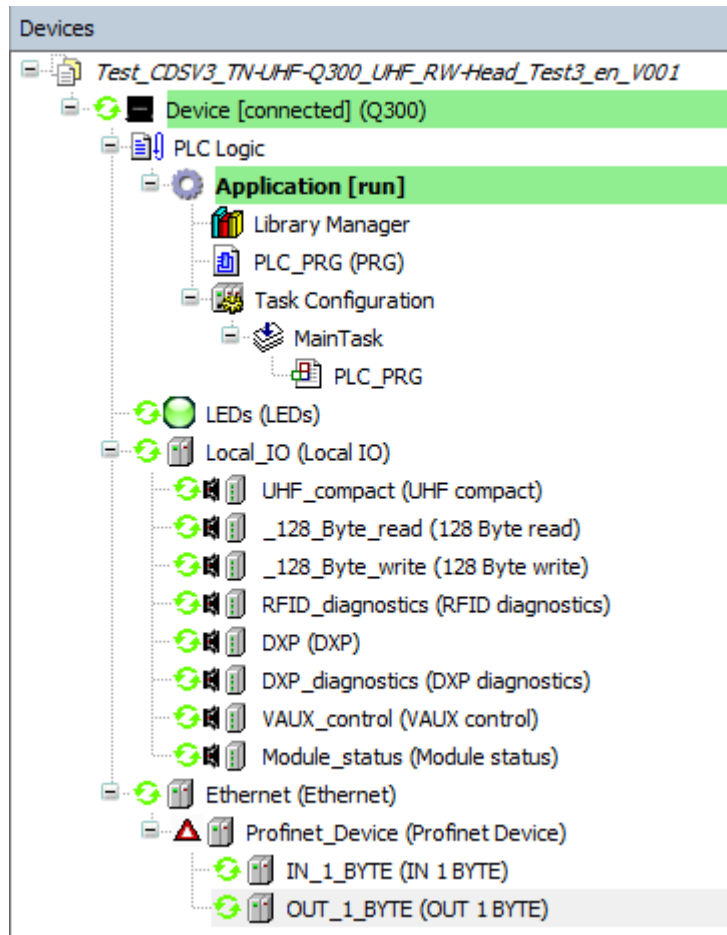 Devices
Test_CDSV3_TN-UHF-Q300_UHF_RW-Head_Test3_en_V001
Device [connected] (Q300)
PLC Logic
Application [run]
Library Manager
PLC_PRG (PRG)
Task Configuration
MainTask
PLC_PRG
LEDs (LEDs)
Local_IO (Local IO)
UHF_compact (UHF compact)
_128_Byte_read (128 Byte read)
_128_Byte_write (128 Byte write)
RFID_diagnostics (RFID diagnostics)
DXP (DXP)
DXP_diagnostics (DXP diagnostics)
VAUX_control (VAUX control)
Module_status (Module status)
Ethernet (Ethernet)
Profinet_Device (Profinet Device)
IN_1_BYTE (IN 1 BYTE)
OUT_1_BYTE (OUT 1 BYTE)